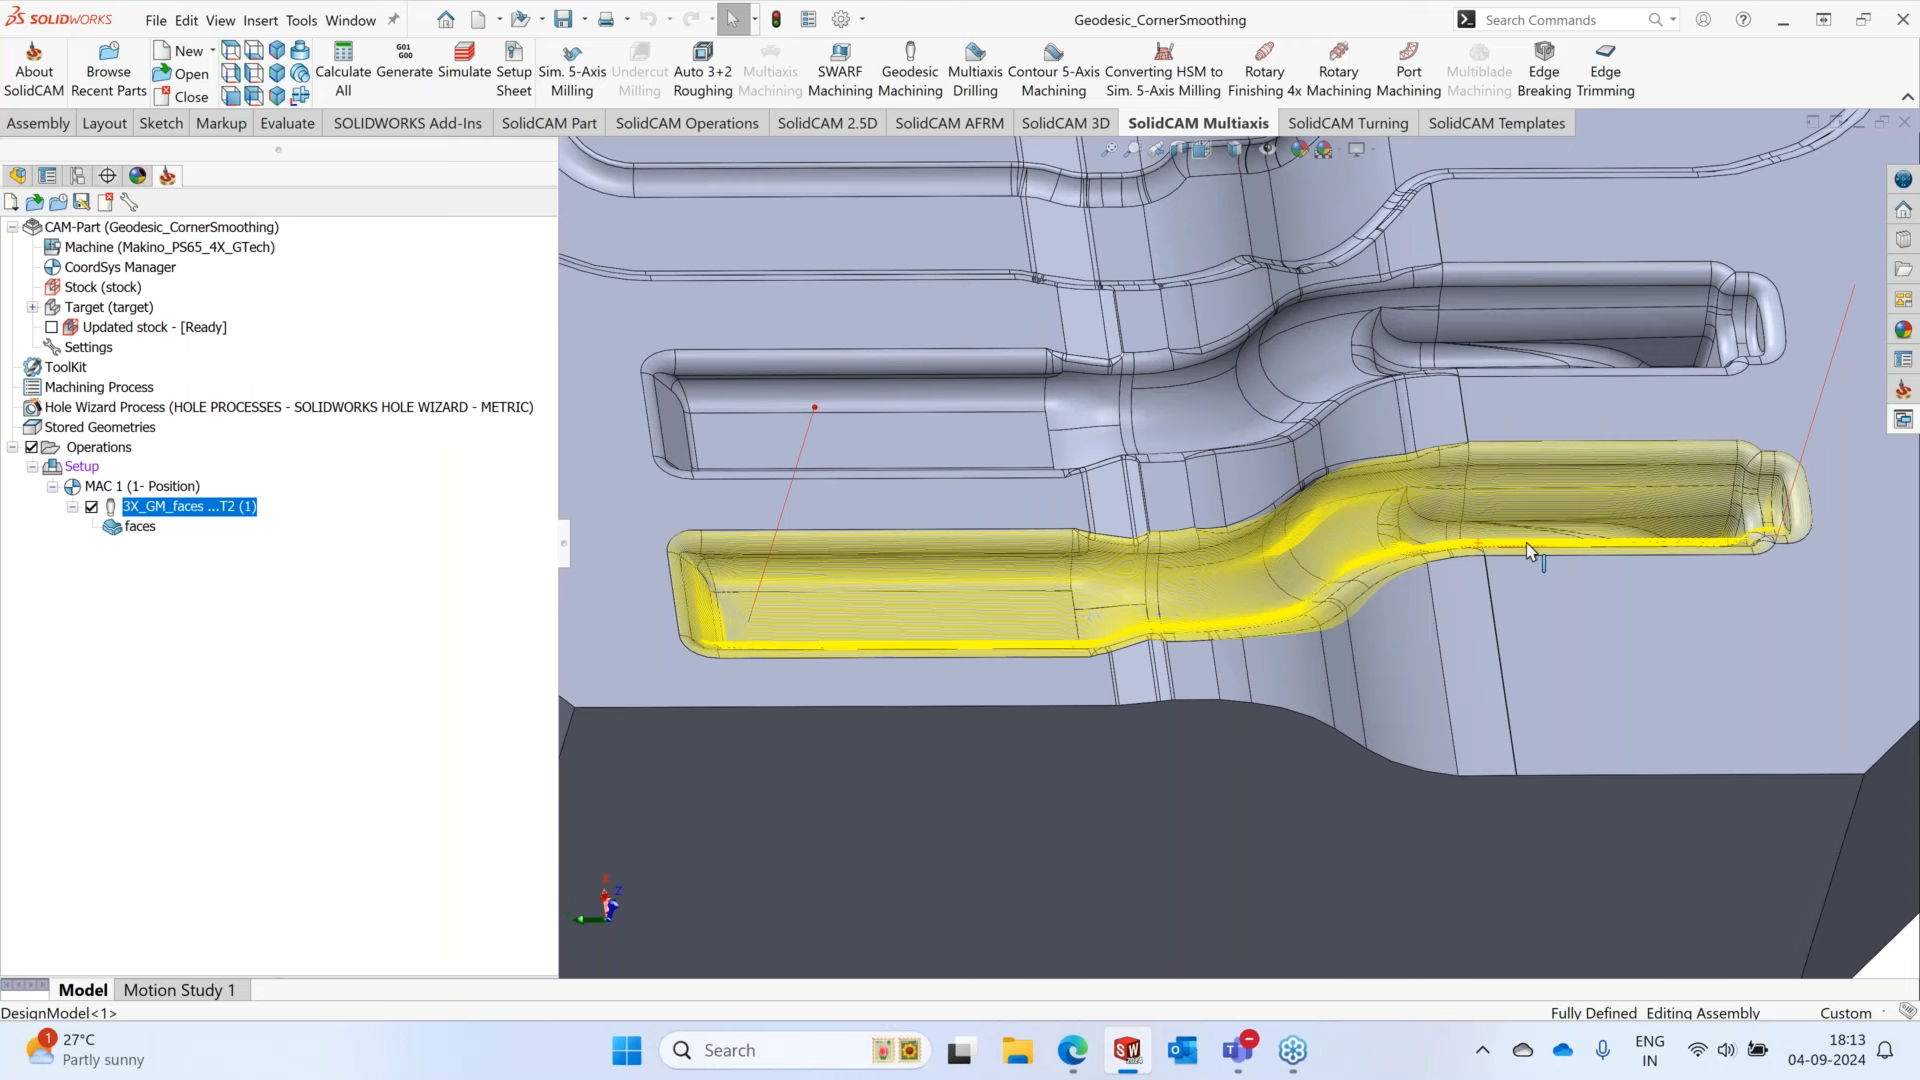 SOLIDWORKS File Edit View Insert Tools Window
Geodesic_CornerSmoothing
Search Commands
About SolidCAM
Browse Recent Parts
New
Open
Close
Calculate All
G01
G00
Generate
Simulate
Setup Sheet
Sim. 5-Axis Milling
Undercut Milling
Auto 3+2 Roughing
Multiaxis Machining
SWARF Machining
Geodesic Machining
Multiaxis Drilling
Contour 5-Axis Machining
Converting HSM to Sim. 5-Axis Milling
Rotary Finishing 4x
Rotary Machining
Port Machining
Multiblade Machining
Edge Breaking
Edge Trimming
Assembly Layout Sketch Markup Evaluate SOLIDWORKS Add-Ins SolidCAM Part SolidCAM Operations SolidCAM 2.5D SolidCAM AFRM SolidCAM 3D SolidCAM Multiaxis SolidCAM Turning SolidCAM Templates
CAM-Part (Geodesic_CornerSmoothing)
Machine (Makino_PS65_4X_GTech)
CoordSys Manager
Stock (stock)
Target (target)
Updated stock - [Ready]
Settings
ToolKit
Machining Process
Hole Wizard Process (HOLE PROCESSES - SOLIDWORKS HOLE WIZARD - METRIC)
Stored Geometries
Operations
Setup
MAC 1 (1- Position)
3X_GM_faces ...T2 (1)
faces
X
Z
Model Motion Study 1
DesignModel<1>
Fully Defined Editing Assembly Custom
1
27°C
Partly sunny
Search
SW
2024
ENG
IN
18:13
04-09-2024